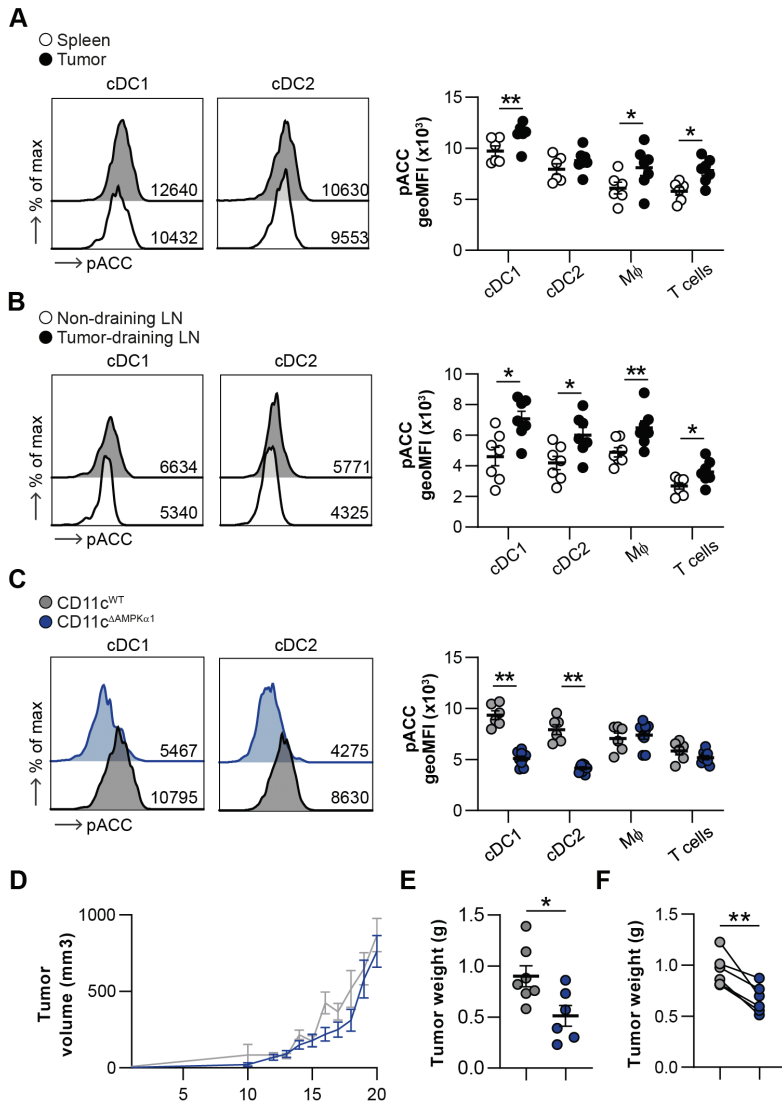 A
Spleen
Tumor
cDC1
cDC2
→ % of max
12640
10432
10630
9553
→ pACC
pACC
geoMFI (x10³)
15
10
5
0
** * *
cDC1 cDC2 Mϕ T cells
B
Non-draining LN
Tumor-draining LN
cDC1
cDC2
→ % of max
6634
5340
5771
4325
→ pACC
pACC
geoMFI (x10³)
10
8
6
4
2
0
* * ** *
cDC1 cDC2 Mϕ T cells
C
CD11cWT
CD11cΔAMPKα1
cDC1
cDC2
→ % of max
5467
10795
4275
8630
→ pACC
pACC
geoMFI (x10³)
15
10
5
0
** **
cDC1 cDC2 Mϕ T cells
D
Tumor
volume (mm3)
1000
500
0
5 10 15 20
E
Tumor weight (g)
1.5
1.0
0.5
0.0
*
F
Tumor weight (g)
1.5
1.0
0.5
0.0
**